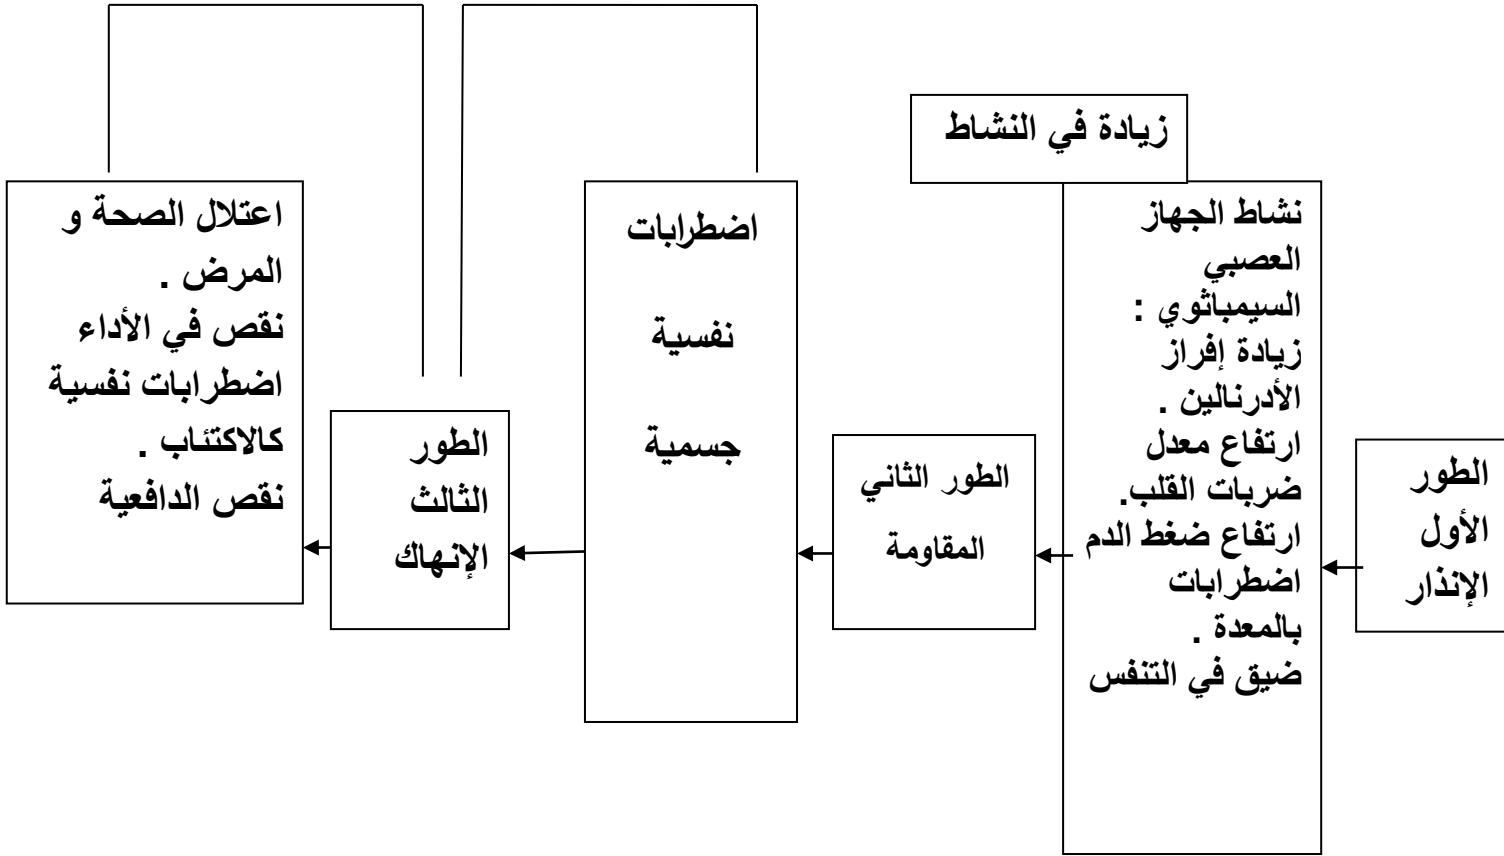 زيادة في النشاط
الطور
الأول
الإنذار
نشاط الجهاز
العصبي
السيمباثوي :
زيادة إفراز
الأدرنالين .
ارتفاع معدل
ضربات القلب.
ارتفاع ضغط الدم
اضطرابات
بالمعدة .
ضيق في التنفس
الطور الثاني
المقاومة
اضطرابات
نفسية
جسمية
الطور
الثالث
الإنهاك
اعتلال الصحة و
المرض .
نقص في الأداء
اضطرابات نفسية
كالاكتئاب .
نقص الدافعية